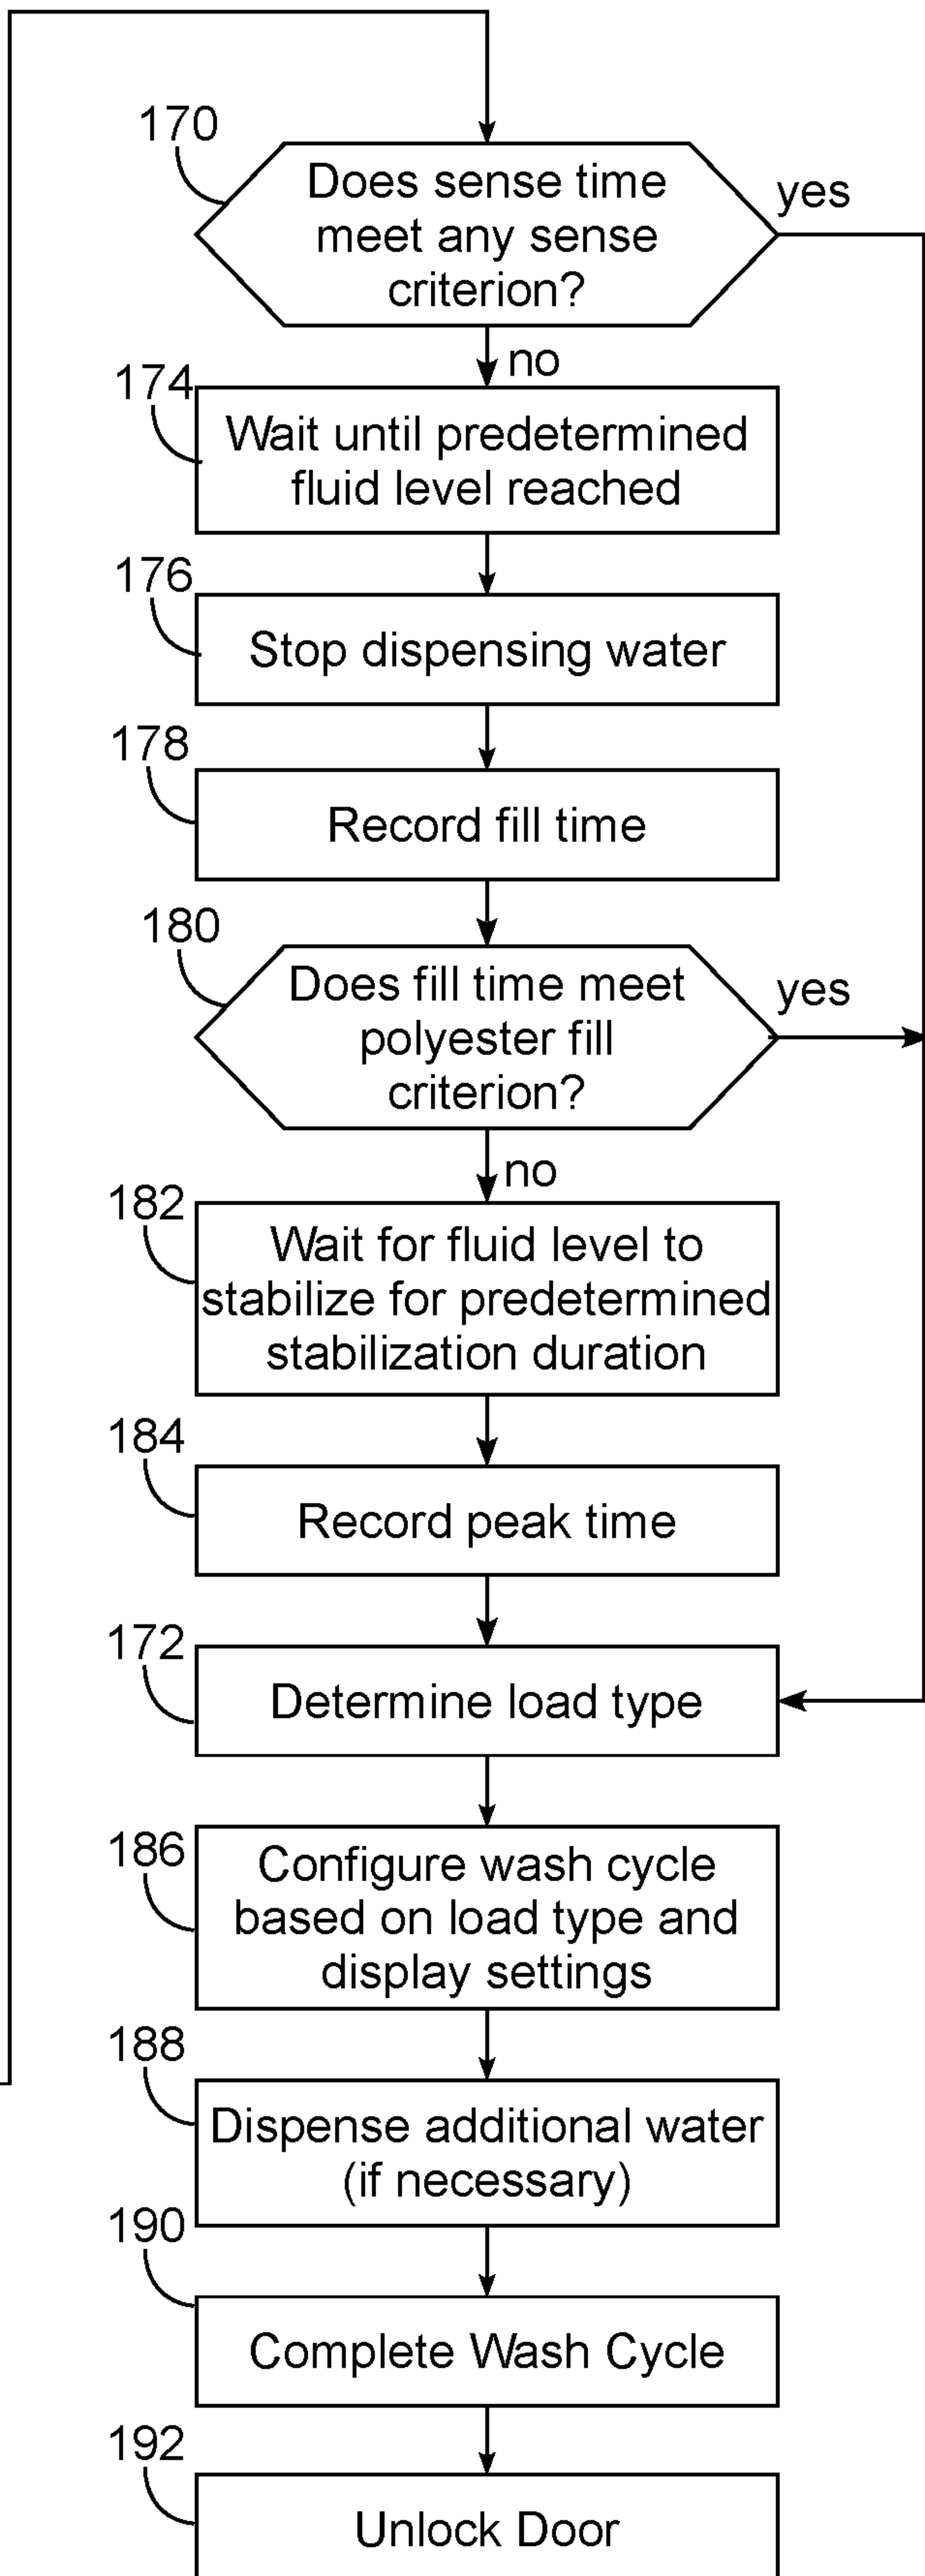 170
Does sense time
meet any sense
criterion?
yes
no
174
Wait until predetermined
fluid level reached
176
Stop dispensing water
178
Record fill time
180
Does fill time meet
polyester fill
criterion?
yes
no
182
Wait for fluid level to
stabilize for predetermined
stabilization duration
184
Record peak time
172
Determine load type
186
Configure wash cycle
based on load type and
display settings
188
Dispense additional water
(if necessary)
190
Complete Wash Cycle
192
Unlock Door